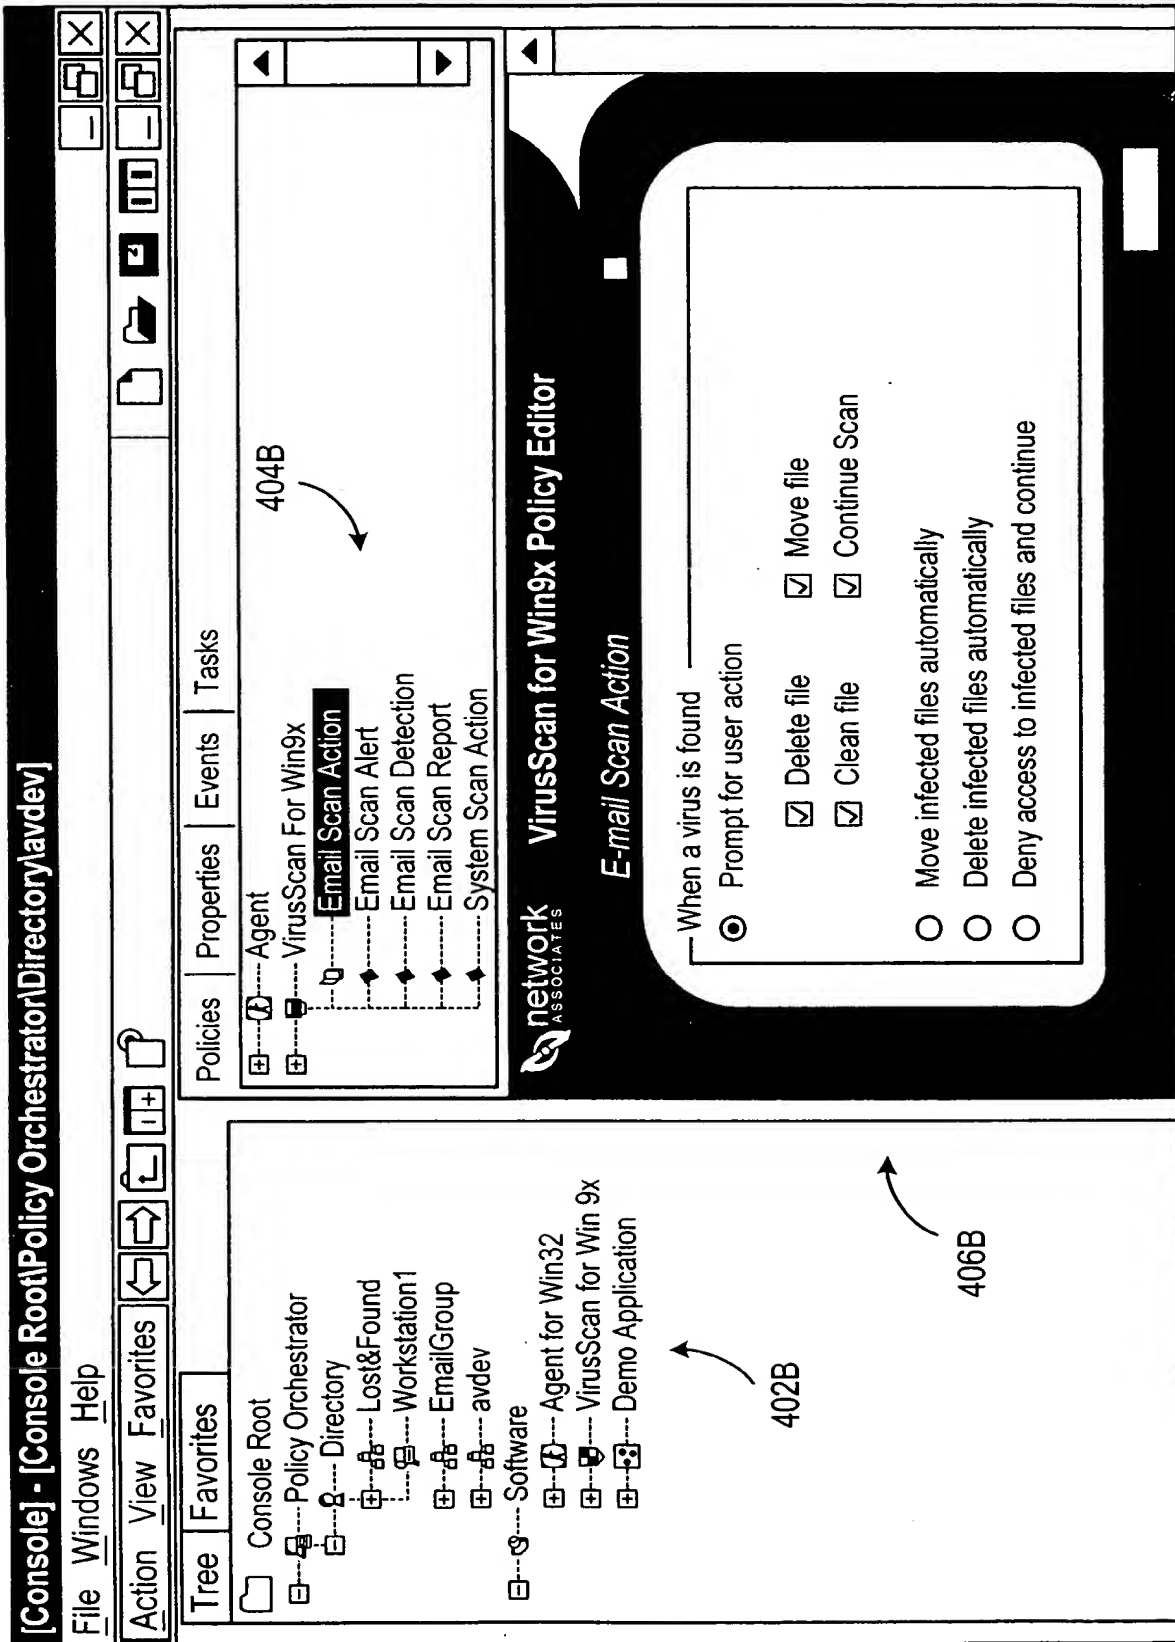 [Console] - [Console Root\Policy Orchestrator\Directory\avdev]
File Windows Help
Action View Favorites
Tree Favorites
Console Root
Policy Orchestrator
Directory
Lost&Found
Workstation1
EmailGroup
avdev
Software
Agent for Win32
VirusScan for Win 9x
Demo Application
402B
406B
Policies Properties Events Tasks
Agent
VirusScan For Win9x
Email Scan Action
Email Scan Alert
Email Scan Detection
Email Scan Report
System Scan Action
404B
network
ASSOCIATES
VirusScan for Win9x Policy Editor
E-mail Scan Action
When a virus is found
Prompt for user action
Delete file Move file
Clean file Continue Scan
Move infected files automatically
Delete infected files automatically
Deny access to infected files and continue